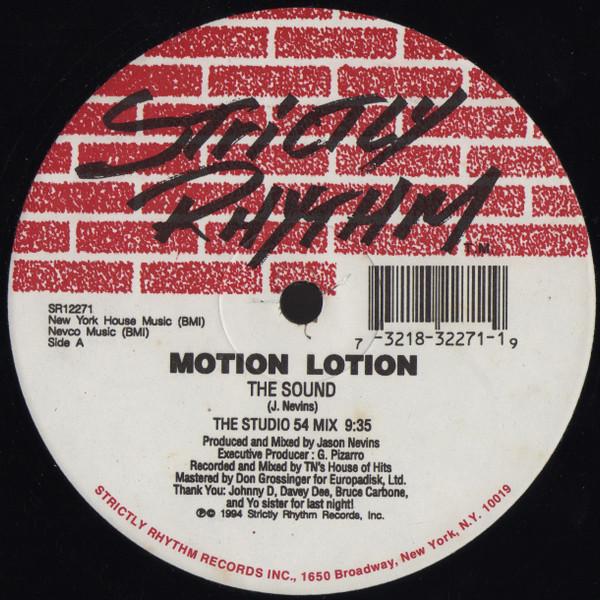 STRICTLY
RHYTHM
T.M.
SR12271
New York House Music (BMI)
Nevco Music (BMI)
Side A
7 -3218-32271-1 9
MOTION LOTION
THE SOUND
(J. Nevins)
THE STUDIO 54 MIX 9:35
Produced and Mixed by Jason Nevins
Executive Producer : G. Pizarro
Recorded and Mixed by TN's House of Hits
Mastered by Don Grossinger for Europadisk, Ltd.
Thank You: Johnny D, Davey Dee, Bruce Carbone,
and Yo sister for last night!
℗© 1994 Strictly Rhythm Records, Inc.
STRICTLY RHYTHM RECORDS INC., 1650 Broadway, New York, N.Y. 10019